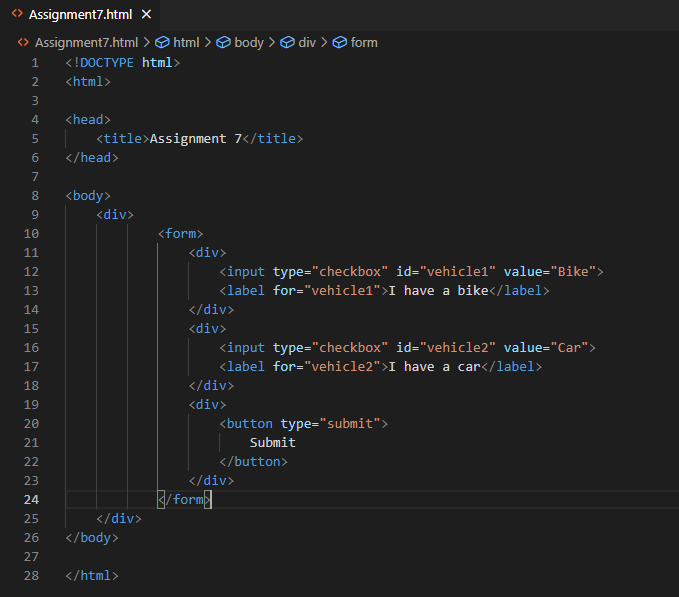 Assignment7.html
Assignment7.html > html > body > div > form
1 <!DOCTYPE html>
2 <html>
3
4 <head>
5     <title>Assignment 7</title>
6 </head>
7
8 <body>
9     <div>
10             <form>
11                 <div>
12                     <input type="checkbox" id="vehicle1" value="Bike">
13                     <label for="vehicle1">I have a bike</label>
14                 </div>
15                 <div>
16                     <input type="checkbox" id="vehicle2" value="Car">
17                     <label for="vehicle2">I have a car</label>
18                 </div>
19                 <div>
20                     <button type="submit">
21                         Submit
22                     </button>
23                 </div>
24             </form>
25     </div>
26 </body>
27
28 </html>